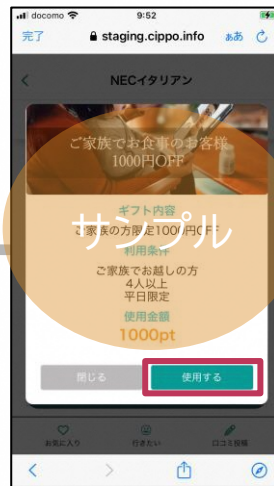 docomo 9:52
完了 staging.cippo.info ぁあ
NECイタリアン
ご家族でお食事のお客様
1000円OFF
ギフト内容
ご家族の方限定1000円OFF
サンプル
利用条件
ご家族でお越しの方
4人以上
平日限定
使用金額
1000pt
閉じる 使用する
お気に入り 行きたい 口コミ投稿